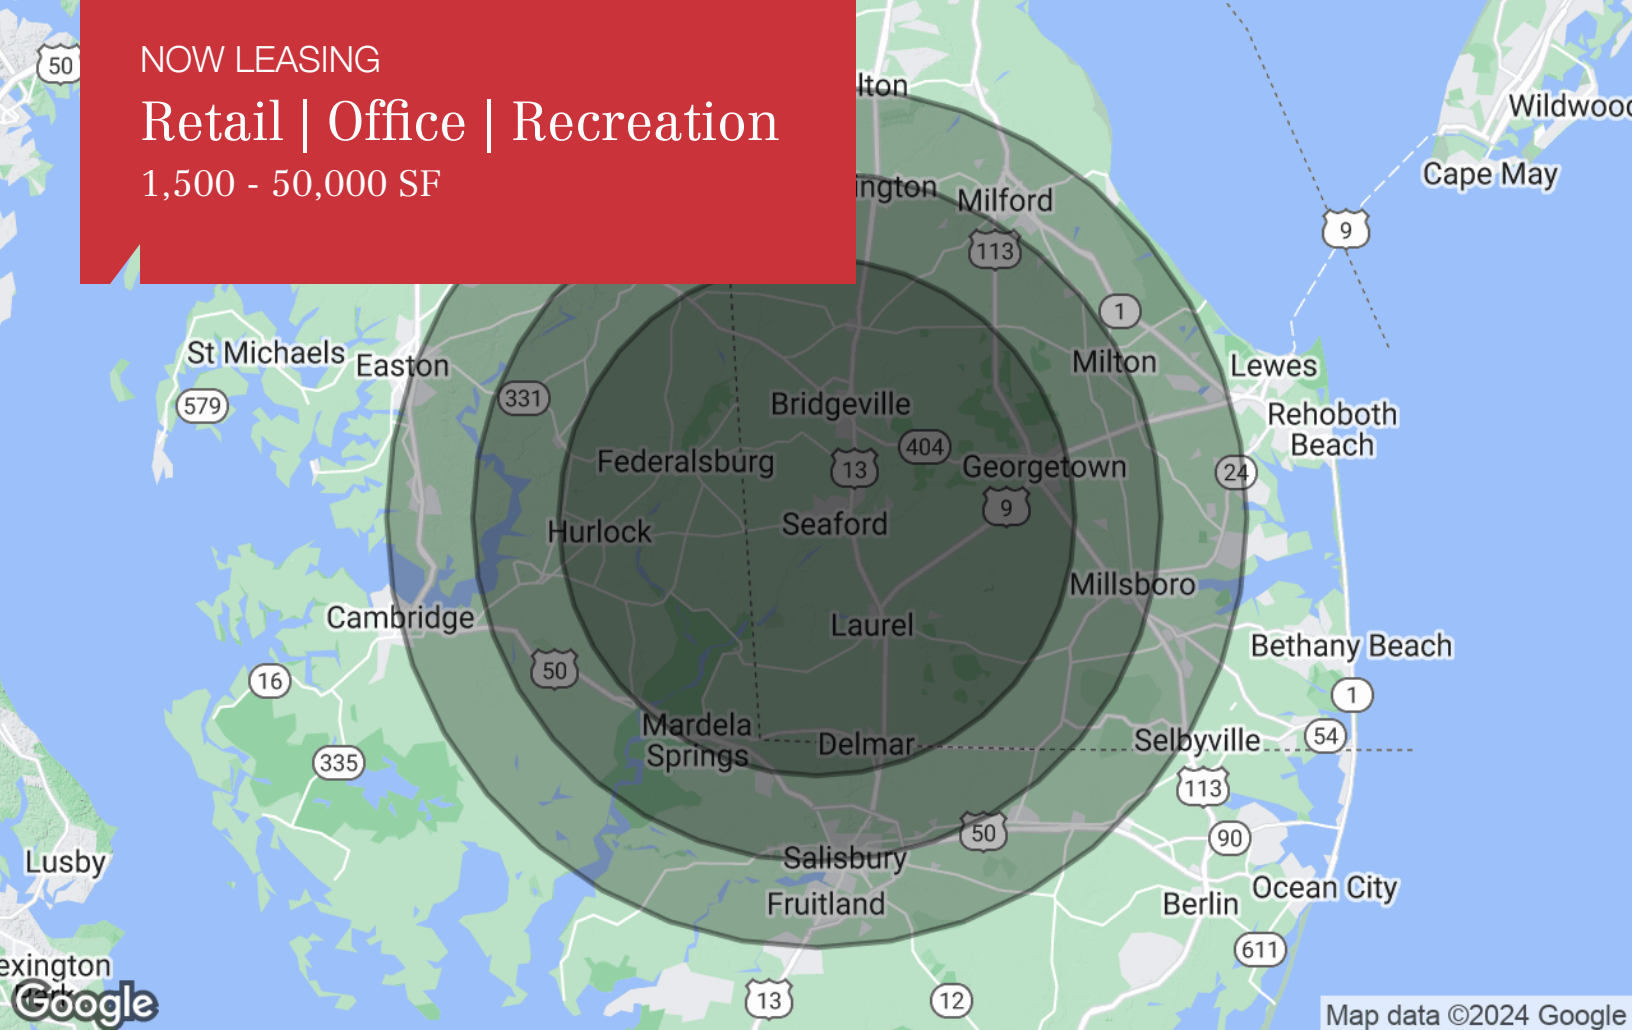 NOW LEASING
Retail | Office | Recreation
1,500 - 50,000 SF
50
lton
Wildwood
Cape May
ington
Milford
9
113
1
St Michaels
Easton
Milton
Lewes
579
331
Bridgeville
Rehoboth
Beach
404
Federalsburg
13
Georgetown
24
9
Hurlock
Seaford
Millsboro
Cambridge
Laurel
Bethany Beach
16
50
1
Mardela
Springs
Delmar
Selbyville
54
335
113
50
90
Lusby
Salisbury
Ocean City
Fruitland
Berlin
611
exington
Park
Google
13
12
Map data ©2024 Google